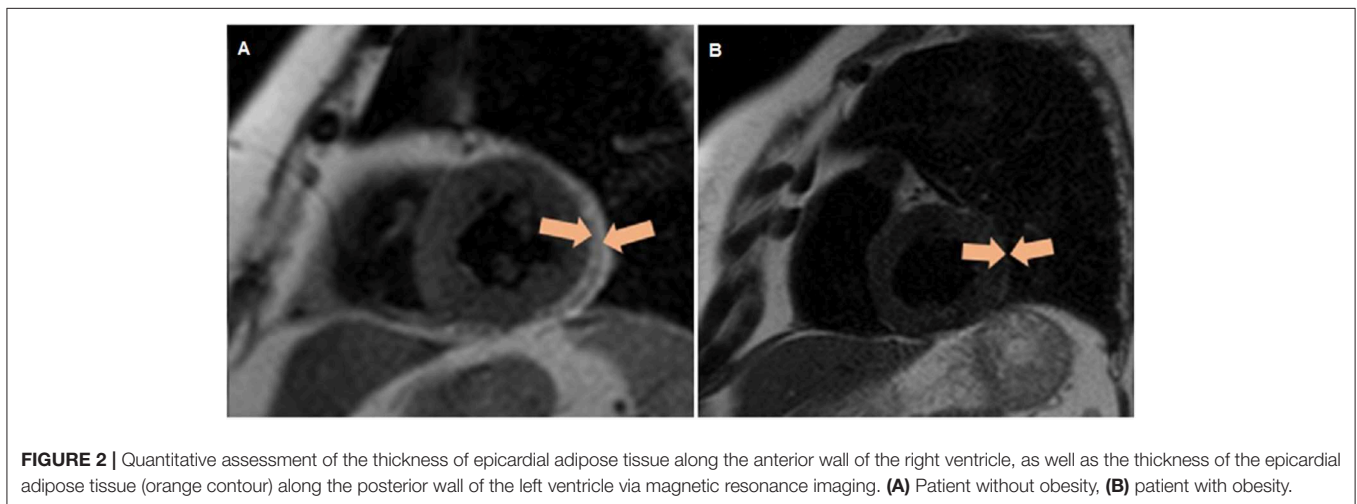 A
B
FIGURE 2 | Quantitative assessment of the thickness of epicardial adipose tissue along the anterior wall of the right ventricle, as well as the thickness of the epicardial
adipose tissue (orange contour) along the posterior wall of the left ventricle via magnetic resonance imaging. (A) Patient without obesity, (B) patient with obesity.